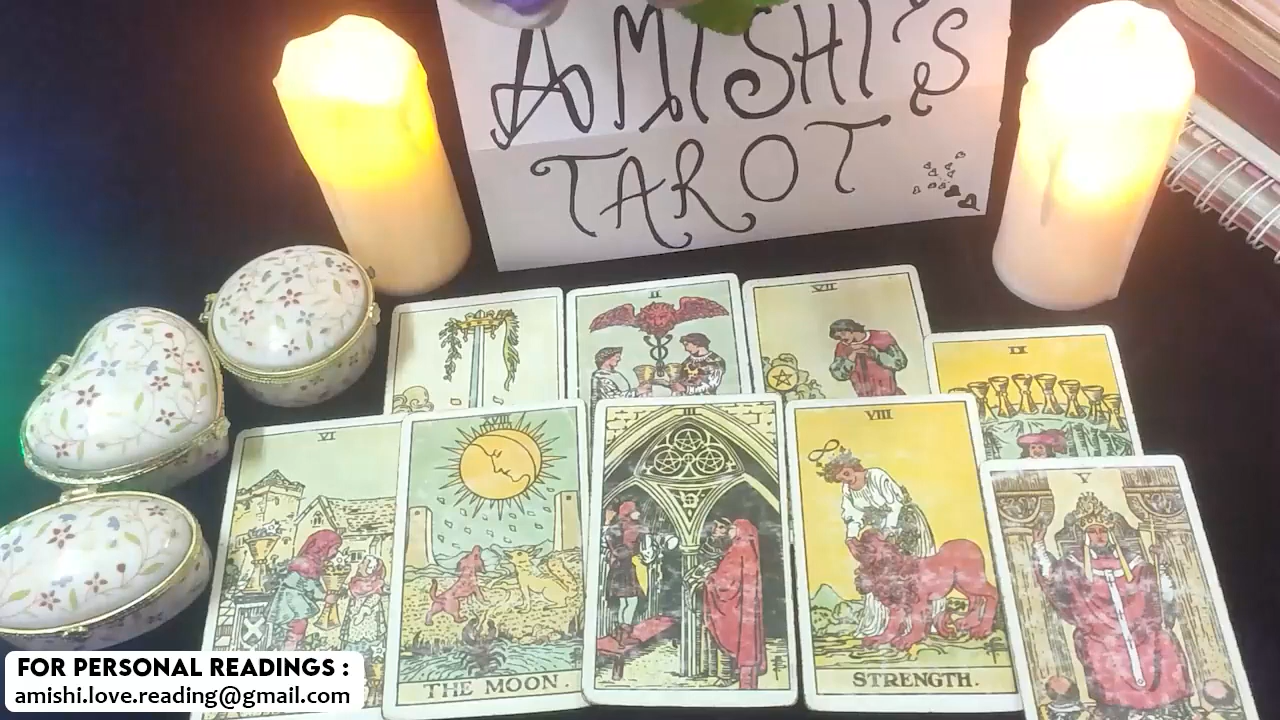 AMISHI'S
TAROT
II
VII
IX
VI
XVIII
III
VIII
V
THE MOON.
STRENGTH.
FOR PERSONAL READINGS :
amishi.love.reading@gmail.com